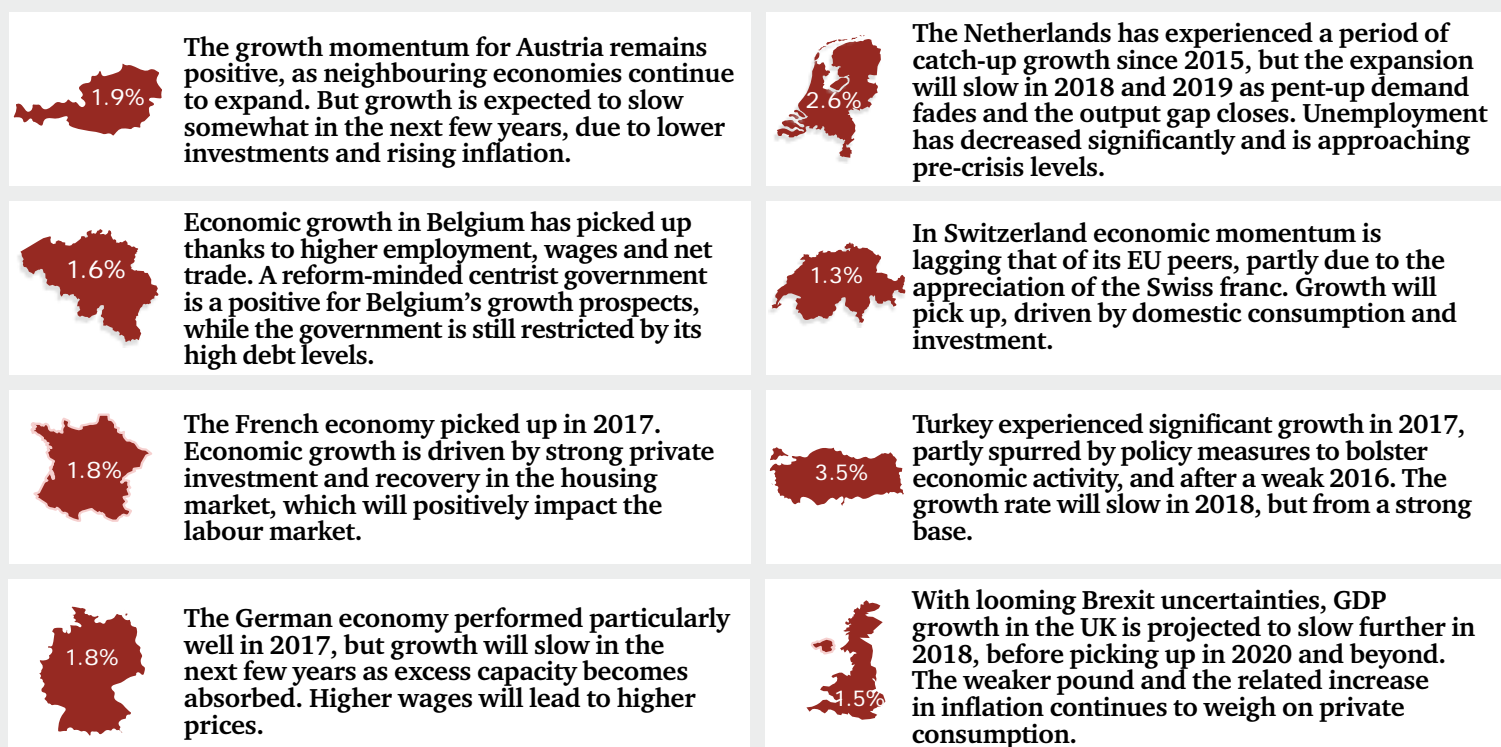 1.9%
The growth momentum for Austria remains
positive, as neighbouring economies continue
to expand. But growth is expected to slow
somewhat in the next few years, due to lower
investments and rising inflation.
1.6%
Economic growth in Belgium has picked up
thanks to higher employment, wages and net
trade. A reform-minded centrist government
is a positive for Belgium’s growth prospects,
while the government is still restricted by its
high debt levels.
1.8%
The French economy picked up in 2017.
Economic growth is driven by strong private
investment and recovery in the housing
market, which will positively impact the
labour market.
1.8%
The German economy performed particularly
well in 2017, but growth will slow in the
next few years as excess capacity becomes
absorbed. Higher wages will lead to higher
prices.
2.6%
The Netherlands has experienced a period of
catch-up growth since 2015, but the expansion
will slow in 2018 and 2019 as pent-up demand
fades and the output gap closes. Unemployment
has decreased significantly and is approaching
pre-crisis levels.
1.3%
In Switzerland economic momentum is
lagging that of its EU peers, partly due to the
appreciation of the Swiss franc. Growth will
pick up, driven by domestic consumption and
investment.
3.5%
Turkey experienced significant growth in 2017,
partly spurred by policy measures to bolster
economic activity, and after a weak 2016. The
growth rate will slow in 2018, but from a strong
base.
1.5%
With looming Brexit uncertainties, GDP
growth in the UK is projected to slow further in
2018, before picking up in 2020 and beyond.
The weaker pound and the related increase
in inflation continues to weigh on private
consumption.